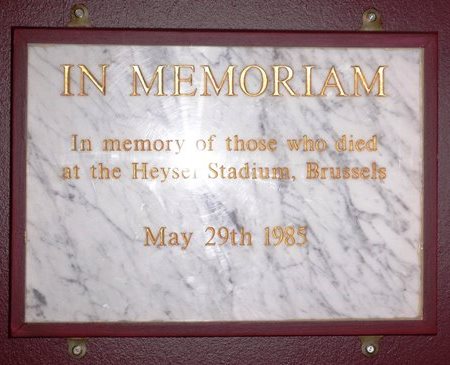 IN MEMORIAM
In memory of those who died
at the Heysel Stadium, Brussels
May 29th 1985